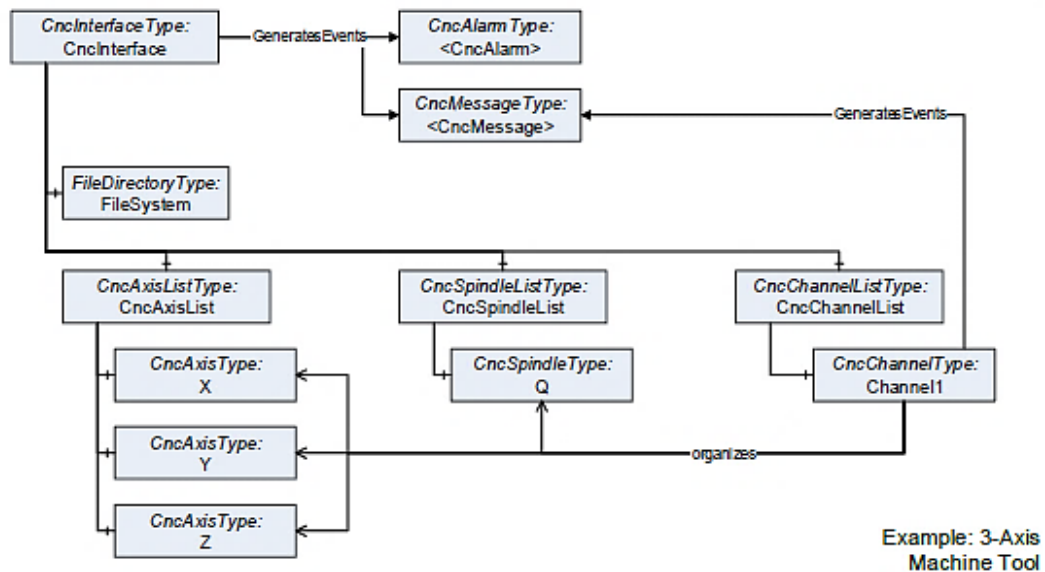 CncInterfaceType:
CncInterface
GeneratesEvents
CncAlarmType:
<CncAlarm>
CncMessageType:
<CncMessage>
GeneratesEvents
FileDirectoryType:
FileSystem
CncAxisListType:
CncAxisList
CncSpindleListType:
CncSpindleList
CncChannelListType:
CncChannelList
CncAxisType:
X
CncSpindleType:
Q
CncChannelType:
Channel1
CncAxisType:
Y
organizes
CncAxisType:
Z
Example: 3-Axis
Machine Tool